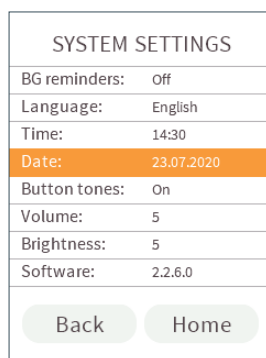 SYSTEM SETTINGS
BG reminders: Off
Language: English
Time: 14:30
Date: 23.07.2020
Button tones: On
Volume: 5
Brightness: 5
Software: 2.2.6.0
Back Home